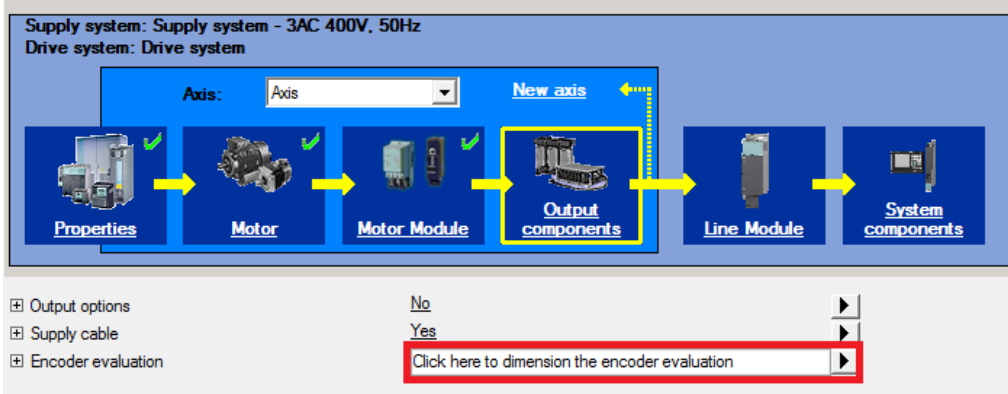 Supply system: Supply system - 3AC 400V, 50Hz
Drive system: Drive system
Axis: Axis New axis
Properties Motor Motor Module Output components Line Module System components
Output options No
Supply cable Yes
Encoder evaluation Click here to dimension the encoder evaluation